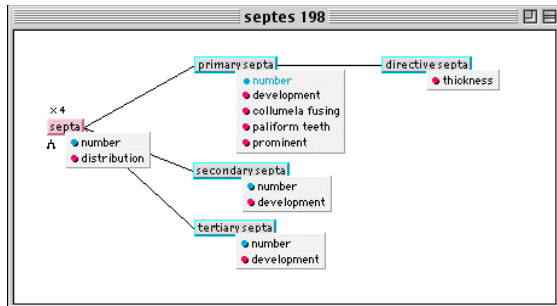 septes 198
primary septa
number
development
collumela fusing
paliform teeth
prominent
directive septa
thickness
× 4
septa
number
distribution
secondary septa
number
development
tertiary septa
number
development